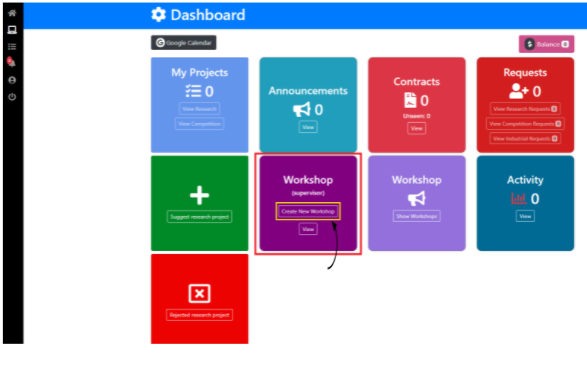 Dashboard
Google Calendar
$ Balance 0
My Projects
0
View Research
View Competition
Announcements
0
View
Contracts
0
Unseen: 0
View
Requests
0
View Research Requests 0
View Competition Requests 0
View Industrial Requests 0
Suggest research project
Workshop
(supervisor)
Create New Workshop
View
Workshop
Show Workshops
Activity
0
View
Rejected research project